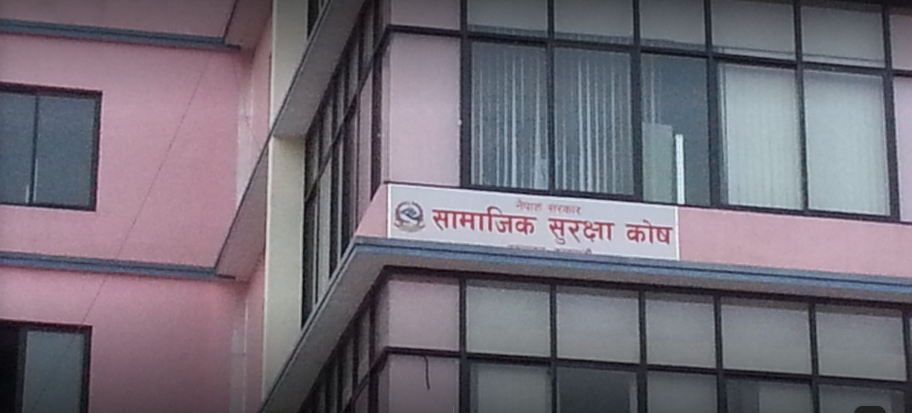 नेपाल सरकार
सामाजिक सुरक्षा कोष